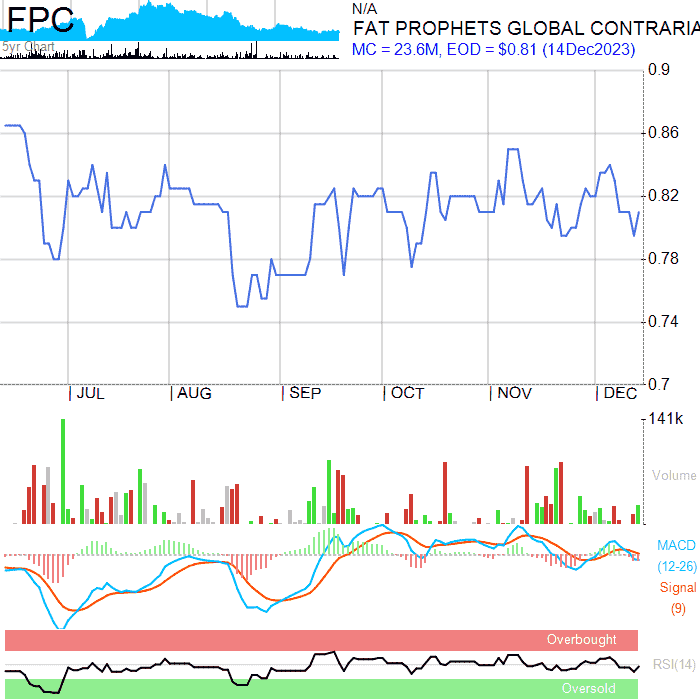 FPC
5yr Chart
N/A
FAT PROPHETS GLOBAL CONTRARIA
MC = 23.6M, EOD = $0.81 (14Dec2023)
0.9
0.86
0.82
0.78
0.74
0.7
JUL
AUG
SEP
OCT
NOV
DEC
141k
Volume
MACD
(12-26)
Signal
(9)
Overbought
RSI(14)
Oversold